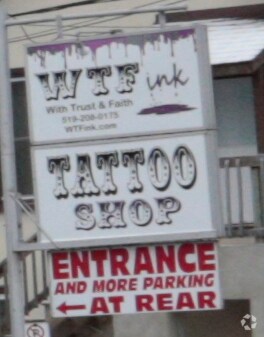 WTF ink
With Trust & Faith
519-208-0175
WTFink.com
TATTOO
SHOP
ENTRANCE
AND MORE PARKING
← AT REAR